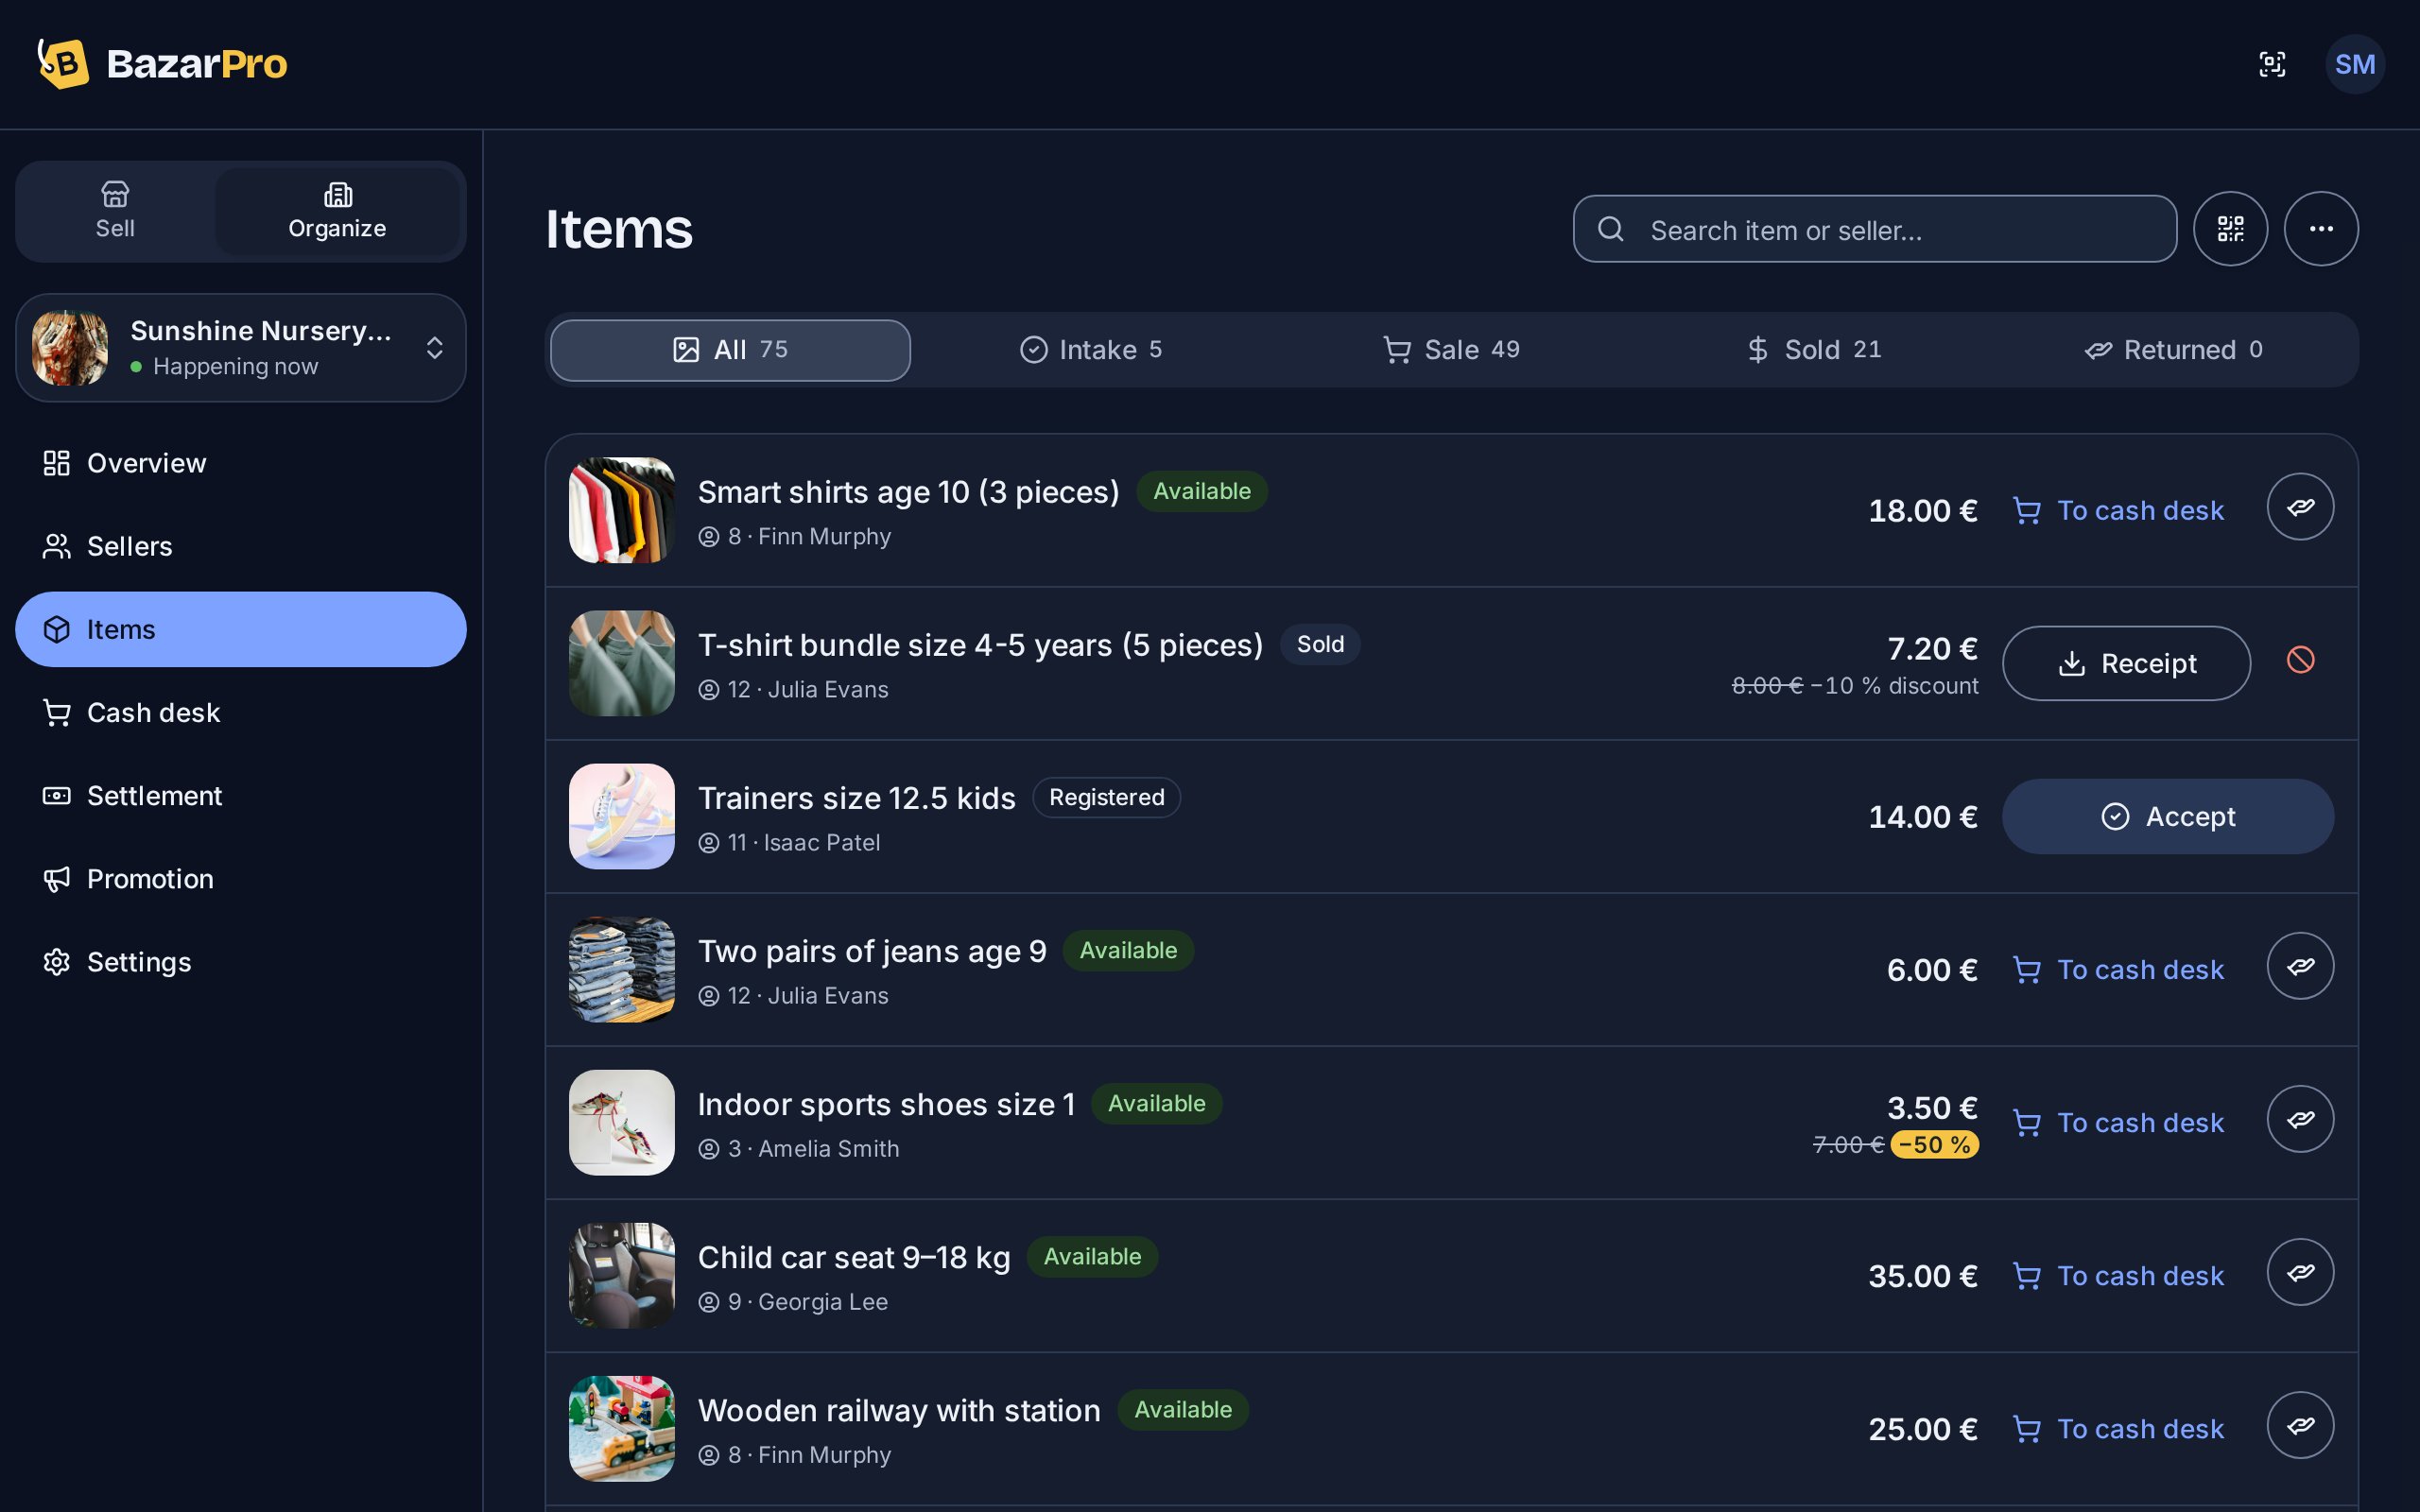 B BazarPro
SM
Sell
Organize
Sunshine Nursery...
Happening now
Overview
Sellers
Items
Cash desk
Settlement
Promotion
Settings
Items
Search item or seller...
All 75
Intake 5
Sale 49
Sold 21
Returned 0
Smart shirts age 10 (3 pieces) Available
8 · Finn Murphy
18.00 €
To cash desk
T-shirt bundle size 4-5 years (5 pieces) Sold
12 · Julia Evans
7.20 €
8.00 € −10 % discount
Receipt
Trainers size 12.5 kids Registered
11 · Isaac Patel
14.00 €
Accept
Two pairs of jeans age 9 Available
12 · Julia Evans
6.00 €
To cash desk
Indoor sports shoes size 1 Available
3 · Amelia Smith
3.50 €
7.00 € −50 %
To cash desk
Child car seat 9–18 kg Available
9 · Georgia Lee
35.00 €
To cash desk
Wooden railway with station Available
8 · Finn Murphy
25.00 €
To cash desk